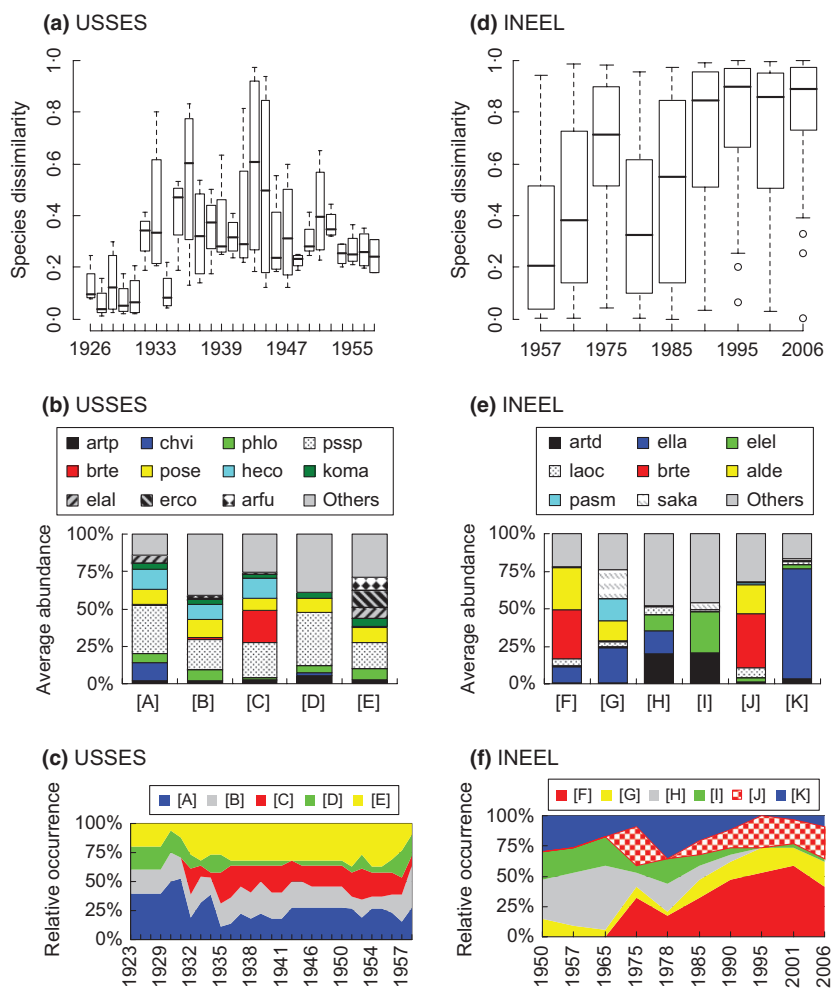 (a) USSES
Species dissimilarity
1·0
0·8
0·6
0·4
0·2
0·0
1926 1933 1939 1947 1955
(d) INEEL
Species dissimilarity
1·0
0·8
0·6
0·4
0·2
0·0
1957 1975 1985 1995 2006
(b) USSES
artp chvi phlo pssp
brte pose heco koma
elal erco arfu Others
Average abundance
100%
75%
50%
25%
0%
[A] [B] [C] [D] [E]
(e) INEEL
artd ella elel
laoc brte alde
pasm saka Others
Average abundance
100%
75%
50%
25%
0%
[F] [G] [H] [I] [J] [K]
(c) USSES
[A] [B] [C] [D] [E]
Relative occurrence
100%
75%
50%
25%
0%
1923 1929 1932 1935 1938 1941 1946 1950 1954 1957
(f) INEEL
[F] [G] [H] [I] [J] [K]
Relative occurrence
100%
75%
50%
25%
0%
1950 1957 1965 1975 1978 1985 1990 1995 2001 2006